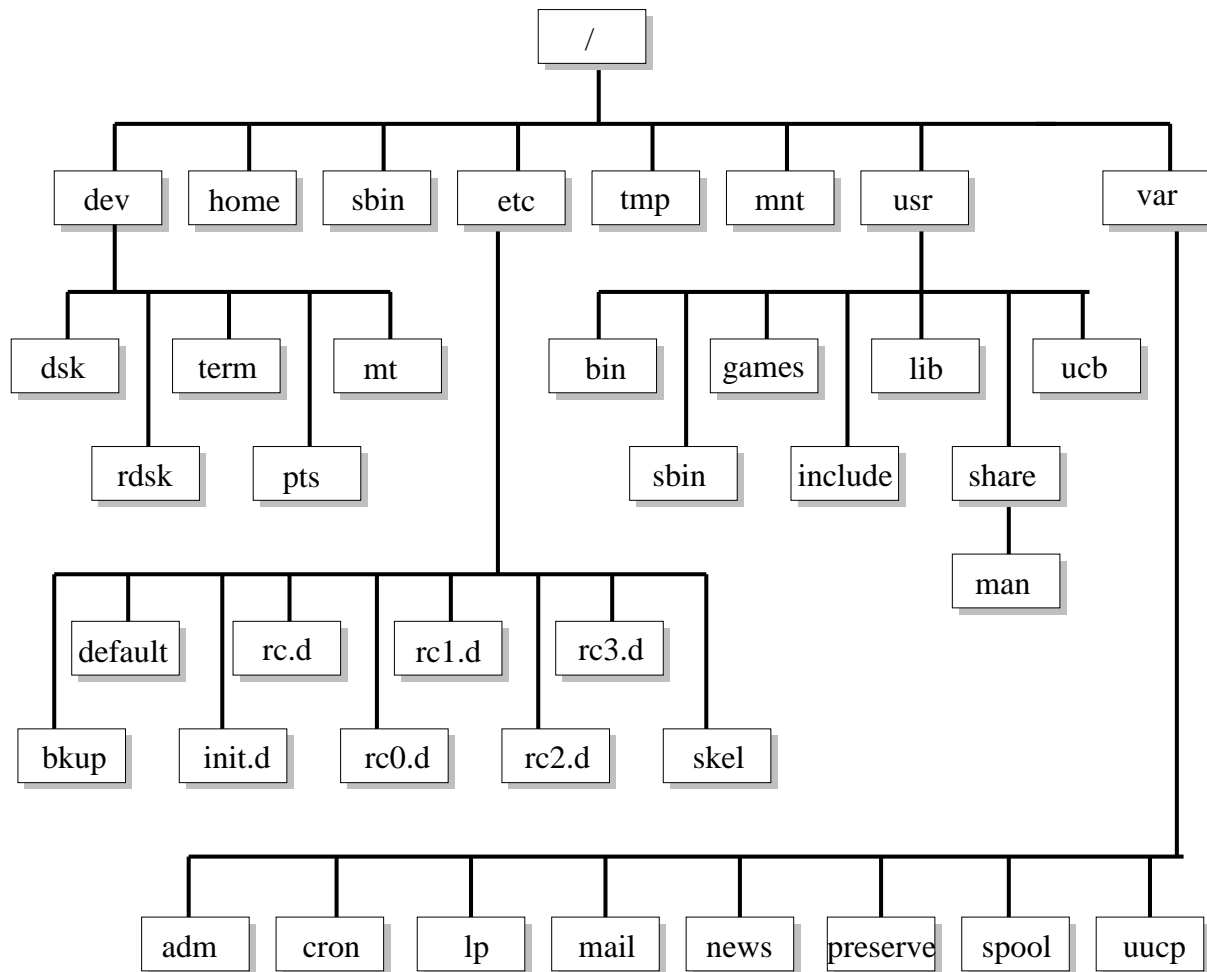 /
dev home sbin etc tmp mnt usr var
dsk term mt bin games lib ucb
rdsk pts sbin include share
man
default rc.d rc1.d rc3.d
bkup init.d rc0.d rc2.d skel
adm cron lp mail news preserve spool uucp